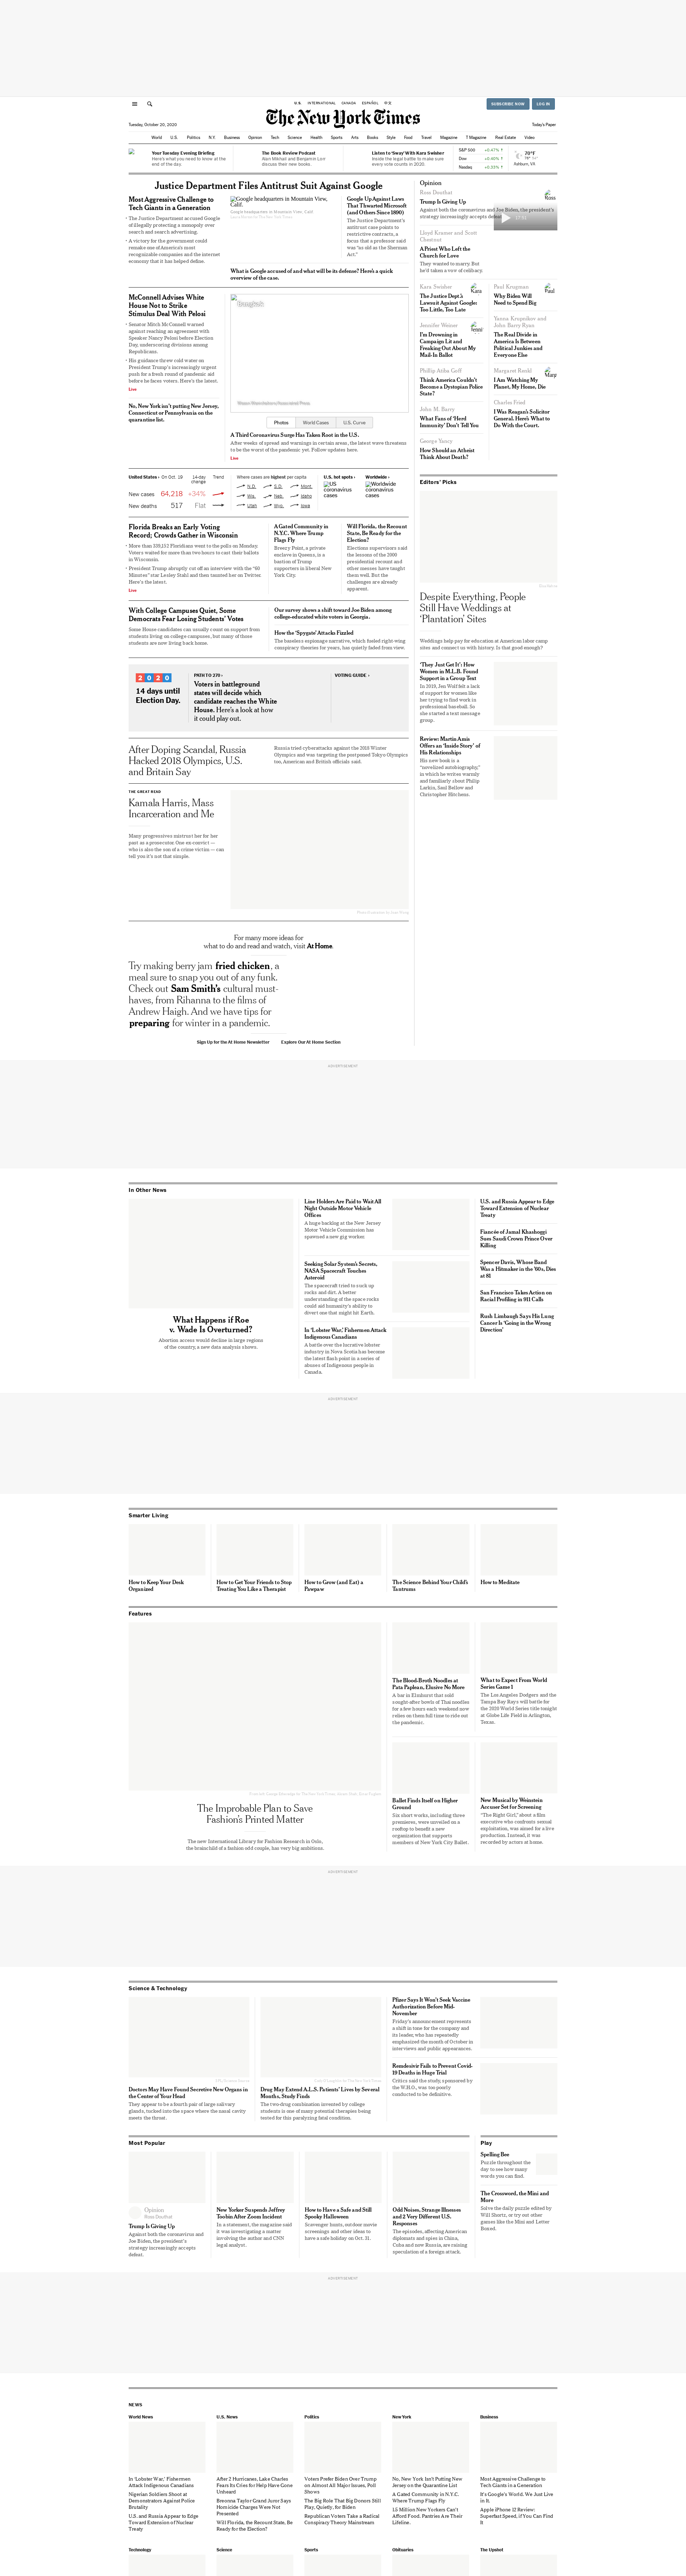 U.S. INTERNATIONAL CANADA ESPAÑOL 中文
SUBSCRIBE NOW LOG IN
The New York Times
Tuesday, October 20, 2020
Today's Paper
World U.S. Politics N.Y. Business Opinion Tech Science Health Sports Arts Books Style Food Travel Magazine T Magazine Real Estate Video
Your Tuesday Evening Briefing
Here's what you need to know at the
end of the day.
The Book Review Podcast
Alan Mikhail and Benjamin Lorr
discuss their new books.
Listen to 'Sway' With Kara Swisher
Inside the legal battle to make sure
every vote counts in 2020.
S&P 500 +0.47% ↑
Dow +0.40% ↑
Nasdaq +0.33% ↑
70°F
Ashburn, VA
Justice Department Files Antitrust Suit Against Google
Most Aggressive Challenge to
Tech Giants in a Generation
The Justice Department accused Google
of illegally protecting a monopoly over
search and search advertising.
A victory for the government could
remake one of America's most
recognizable companies and the internet
economy that it has helped define.
Google headquarters in Mountain View,
Calif.
Google headquarters in Mountain View, Calif.
Google Up Against Laws
That Thwarted Microsoft
(and Others Since 1890)
The Justice Department's
antitrust case points to
restrictive corporate
contracts, a focus that
aims at a practice said
was "as old as the Sherman
Act."
What is Google accused of and what will be its defense? Here's a quick
overview of the case.
McConnell Advises White
House Not to Strike
Stimulus Deal With Pelosi
Senator Mitch McConnell warned
against reaching an agreement with
Speaker Nancy Pelosi before Election
Day, underscoring divisions among
Republicans.
His guidance threw cold water on
President Trump's increasingly urgent
push for a fresh round of pandemic aid
before he faces voters. Here's the latest.
Live
No, New York isn't putting New Jersey,
Connecticut or Pennsylvania on the
quarantine list.
Bangkok
Photos World Cases U.S. Curve
A Third Coronavirus Surge Has Taken Root in the U.S.
After weeks of spread and warnings in certain areas, the latest wave threatens
to be the worst of the pandemic yet. Follow updates here.
Live
United States › On Oct. 19 14-day
change Trend
New cases 64,218 +34%
New deaths 517 Flat
Where cases are highest per capita
N.D. S.D. Mont.
Wis. Neb. Idaho
Utah Wyo. Iowa
U.S. hot spots ›
US
coronavirus
cases
Worldwide ›
Worldwide
coronavirus
cases
Florida Breaks an Early Voting
Record; Crowds Gather in Wisconsin
More than 359,152 Floridians went to the polls on Monday.
Voters waited for more than two hours to cast their ballots
in Wisconsin.
President Trump abruptly cut off an interview with the "60
Minutes" star Lesley Stahl and then taunted her on Twitter.
Here's the latest.
Live
A Gated Community in
N.Y.C. Where Trump
Flags Fly
Breezy Point, a private
enclave in Queens, is a
bastion of Trump
supporters in liberal New
York City.
Will Florida, the Recount
State, Be Ready for the
Election?
Elections supervisors said
the lessons of the 2000
presidential recount and
other messes have taught
them well. But the
challenges are already
apparent.
With College Campuses Quiet, Some
Democrats Fear Losing Students' Votes
Some House candidates can usually count on support from
students living on college campuses, but many of those
students are now living back home.
Our survey shows a shift toward Joe Biden among
college-educated white voters in Georgia.
How the 'Spygate' Attacks Fizzled
The baseless espionage narrative, which fueled right-wing
conspiracy theories for years, has quietly faded from view.
2 0 2 0
14 days until
Election Day.
PATH TO 270 ›
Voters in battleground
states will decide which
candidate reaches the White
House. Here's a look at how
it could play out.
VOTING GUIDE ›
After Doping Scandal, Russia
Hacked 2018 Olympics, U.S.
and Britain Say
Russia tried cyberattacks against the 2018 Winter
Olympics and was targeting the postponed Tokyo Olympics
too, American and British officials said.
THE GREAT READ
Kamala Harris, Mass
Incarceration and Me
Many progressives mistrust her for her
past as a prosecutor. One ex-convict —
who is also the son of a crime victim — can
tell you it's not that simple.
For many more ideas for
what to do and read and watch, visit At Home.
Try making berry jam fried chicken, a
meal sure to snap you out of any funk.
Check out Sam Smith's cultural must-
haves, from Rihanna to the films of
Andrew Haigh. And we have tips for
preparing for winter in a pandemic.
Sign Up for the At Home Newsletter Explore Our At Home Section
Opinion
Ross Douthat
Trump Is Giving Up
Against both the coronavirus and Joe Biden, the president's
strategy increasingly accepts defeat.
Lloyd Kramer and Scott
Chestnut
A Priest Who Left the
Church for Love
They wanted to marry. But
he'd taken a vow of celibacy.
Kara Swisher
The Justice Dept.'s
Lawsuit Against Google:
Too Little, Too Late
Paul Krugman
Why Biden Will
Need to Spend Big
Jennifer Weiner
I'm Drowning in
Campaign Lit and
Freaking Out About My
Mail-In Ballot
Yanna Krupnikov and
John Barry Ryan
The Real Divide in
America Is Between
Political Junkies and
Everyone Else
Phillip Atiba Goff
Think America Couldn't
Become a Dystopian Police
State?
Margaret Renkl
I Am Watching My
Planet, My Home, Die
John M. Barry
What Fans of 'Herd
Immunity' Don't Tell You
Charles Fried
I Was Reagan's Solicitor
General. Here's What to
Do With the Court.
George Yancy
How Should an Atheist
Think About Death?
Editors' Picks
Despite Everything, People
Still Have Weddings at
'Plantation' Sites
Weddings help pay for education at American labor camp
sites and connect us with history. Is that good enough?
'They Just Get It': How
Women in M.L.B. Found
Support in a Group Text
In 2010, Jen Wolf felt a lack
of support for women like
her trying to find work in
professional baseball. So
she started a text message
group.
Review: Martin Amis
Offers an 'Inside Story' of
His Relationships
His new book is a
"novelized autobiography,"
in which he writes warmly
and familiarly about Philip
Larkin, Saul Bellow and
Christopher Hitchens.
ADVERTISEMENT
In Other News
What Happens if Roe
v. Wade Is Overturned?
Abortion access would decline in large regions
of the country, a new data analysis shows.
Line Holders Are Paid to Wait All
Night Outside Motor Vehicle
Offices
A huge backlog at the New Jersey
Motor Vehicle Commission has
spawned a new gig worker.
Seeking Solar System's Secrets,
NASA Spacecraft Touches
Asteroid
The spacecraft tried to suck up
rocks and dirt. A better
understanding of the space rocks
could aid humanity's ability to
divert one that might hit Earth.
In 'Lobster War,' Fishermen Attack
Indigenous Canadians
A battle over the lucrative lobster
industry in Nova Scotia has become
the latest flash point in a series of
abuses of Indigenous people in
Canada.
U.S. and Russia Appear to Edge
Toward Extension of Nuclear
Treaty
Fiancée of Jamal Khashoggi
Sues Saudi Crown Prince Over
Killing
Spencer Davis, Whose Band
Was a Hitmaker in the '60s, Dies
at 81
San Francisco Takes Action on
Racial Profiling in 911 Calls
Rush Limbaugh Says His Lung
Cancer Is 'Going in the Wrong
Direction'
ADVERTISEMENT
Smarter Living
How to Keep Your Desk
Organized
How to Get Your Friends to Stop
Treating You Like a Therapist
How to Grow (and Eat) a
Pawpaw
The Science Behind Your Child's
Tantrums
How to Meditate
Features
The Improbable Plan to Save
Fashion's Printed Matter
The new International Library for Fashion Research in Oslo,
the brainchild of a fashion odd couple, has very big ambitions.
The Blood-Broth Noodles at
Pata Paplean, Elusive No More
A bar in Elmhurst that told
sought-after bowls of Thai noodles
for a few hours each weekend now
relies on them full time to ride out
the pandemic.
What to Expect From World
Series Game 1
The Los Angeles Dodgers and the
Tampa Bay Rays will battle for
the 2020 World Series title tonight
at Globe Life Field in Arlington,
Texas.
Ballet Finds Itself on Higher
Ground
Six short works, including three
premieres, were unveiled on a
rooftop to benefit a new
organization that supports
members of New York City Ballet.
New Musical by Weinstein
Accuser Set for Screening
"The Right Girl," about a film
executive who confronts sexual
exploitation, was aimed for a live
production. Instead, it was
recorded by actors at home.
ADVERTISEMENT
Science & Technology
Doctors May Have Found Secretive New Organs in
the Center of Your Head
They appear to be a fourth pair of large salivary
glands, tucked into the space where the nasal cavity
meets the throat.
Drug May Extend A.L.S. Patients' Lives by Several
Months, Study Finds
The two-drug combination invented by college
students is one of many potential therapies being
tested for this paralyzing fatal condition.
Pfizer Says It Won't Seek Vaccine
Authorization Before Mid-
November
Friday's announcement represents
a shift in tone for the company and
its leader, who has repeatedly
emphasized the month of October in
interviews and public appearances.
Remdesivir Fails to Prevent Covid-
19 Deaths in Huge Trial
Critics said the study, sponsored by
the W.H.O., was too poorly
conducted to be definitive.
Most Popular
Opinion
Ross Douthat
Trump Is Giving Up
Against both the coronavirus and
Joe Biden, the president's
strategy increasingly accepts
defeat.
New Yorker Suspends Jeffrey
Toobin After Zoom Incident
In a statement, the magazine said
it was investigating a matter
involving the author and CNN
legal analyst.
How to Have a Safe and Still
Spooky Halloween
Scavenger hunts, outdoor movie
screenings and other ideas to
have a safe holiday on Oct. 31.
Odd Noises, Strange Illnesses
and 2 Very Different U.S.
Responses
The episodes, affecting American
diplomats and spies in China,
Cuba and now Russia, are raising
speculation of a foreign attack.
Play
Spelling Bee
Puzzle throughout the
day to see how many
words you can find.
The Crossword, the Mini and
More
Solve the daily puzzle edited by
Will Shortz, or try out other
games like the Mini and Letter
Boxed.
ADVERTISEMENT
NEWS
World News
In 'Lobster War,' Fishermen
Attack Indigenous Canadians
Nigerian Soldiers Shoot at
Demonstrators Against Police
Brutality
U.S. and Russia Appear to Edge
Toward Extension of Nuclear
Treaty
U.S. News
After 2 Hurricanes, Lake Charles
Fears Its Cries for Help Have Gone
Unheard
Breonna Taylor Grand Juror Says
Homicide Charges Were Not
Presented
Will Florida, the Recount State, Be
Ready for the Election?
Politics
Voters Prefer Biden Over Trump
on Almost All Major Issues, Poll
Shows
The Big Role That Big Donors Still
Play, Quietly, for Biden
Republican Voters Take a Radical
Conspiracy Theory Mainstream
New York
No, New York Isn't Putting New
Jersey on the Quarantine List
A Gated Community in N.Y.C.
Where Trump Flags Fly
1.5 Million New Yorkers Can't
Afford Food. Pantries Are Their
Lifeline.
Business
Most Aggressive Challenge to
Tech Giants in a Generation
It's Google's World. We Just Live
in It.
Apple iPhone 12 Review:
Superfast Speed, if You Can Find
It
Technology Science Sports Obituaries The Upshot